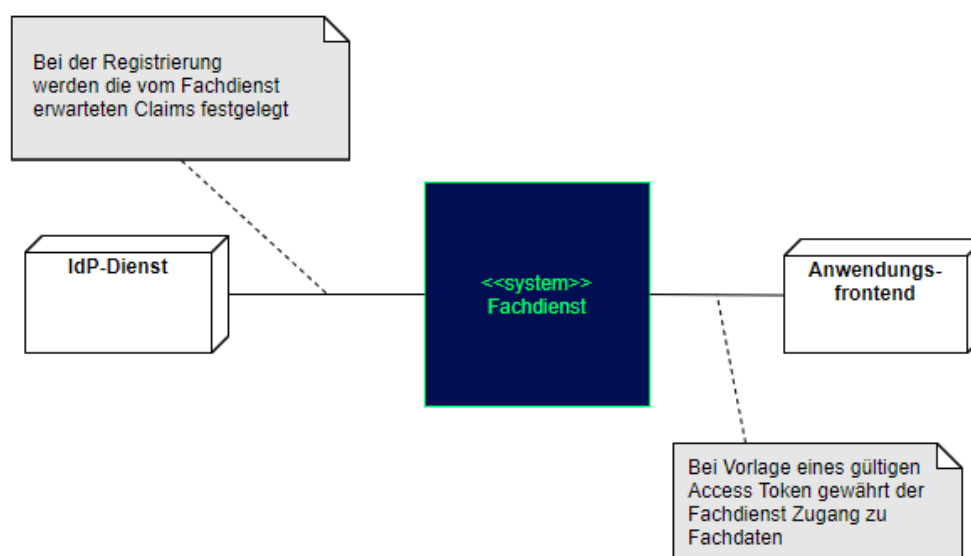 Bei der Registrierung
werden die vom Fachdienst
erwarteten Claims festgelegt
IdP-Dienst
<<system>>
Fachdienst
Anwendungs-
frontend
Bei Vorlage eines gültigen
Access Token gewährt der
Fachdienst Zugang zu
Fachdaten